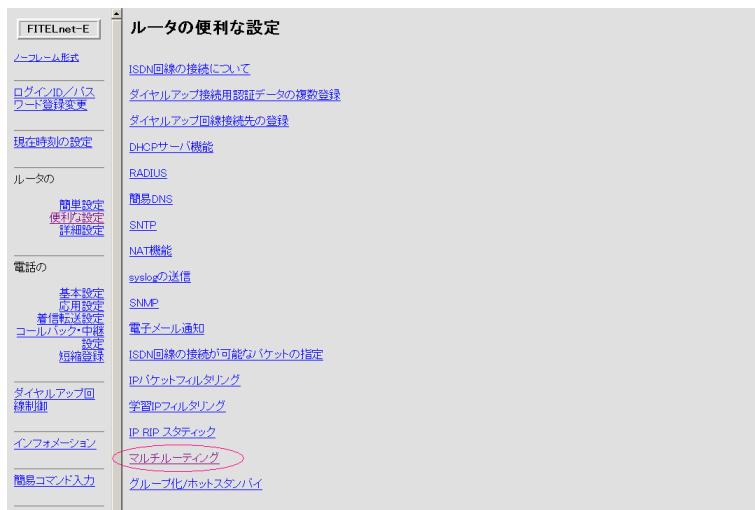 FITELnet-E
ノーフレーム形式
ログインID／パス
ワード登録変更
現在時刻の設定
ルータの
簡単設定
便利な設定
詳細設定
電話の
基本設定
応用設定
着信転送設定
コールバック・中継
設定
短縮登録
ダイヤルアップ回
線制御
インフォメーション
簡易コマンド入力
ルータの便利な設定
ISDN回線の接続について
ダイヤルアップ接続用認証データの複数登録
ダイヤルアップ回線接続先の登録
DHCPサーバ機能
RADIUS
簡易DNS
SNTP
NAT機能
syslogの送信
SNMP
電子メール通知
ISDN回線の接続が可能なパケットの指定
IPパケットフィルタリング
学習IPフィルタリング
IP RIP スタティック
マルチルーティング
グループ化/ホットスタンバイ